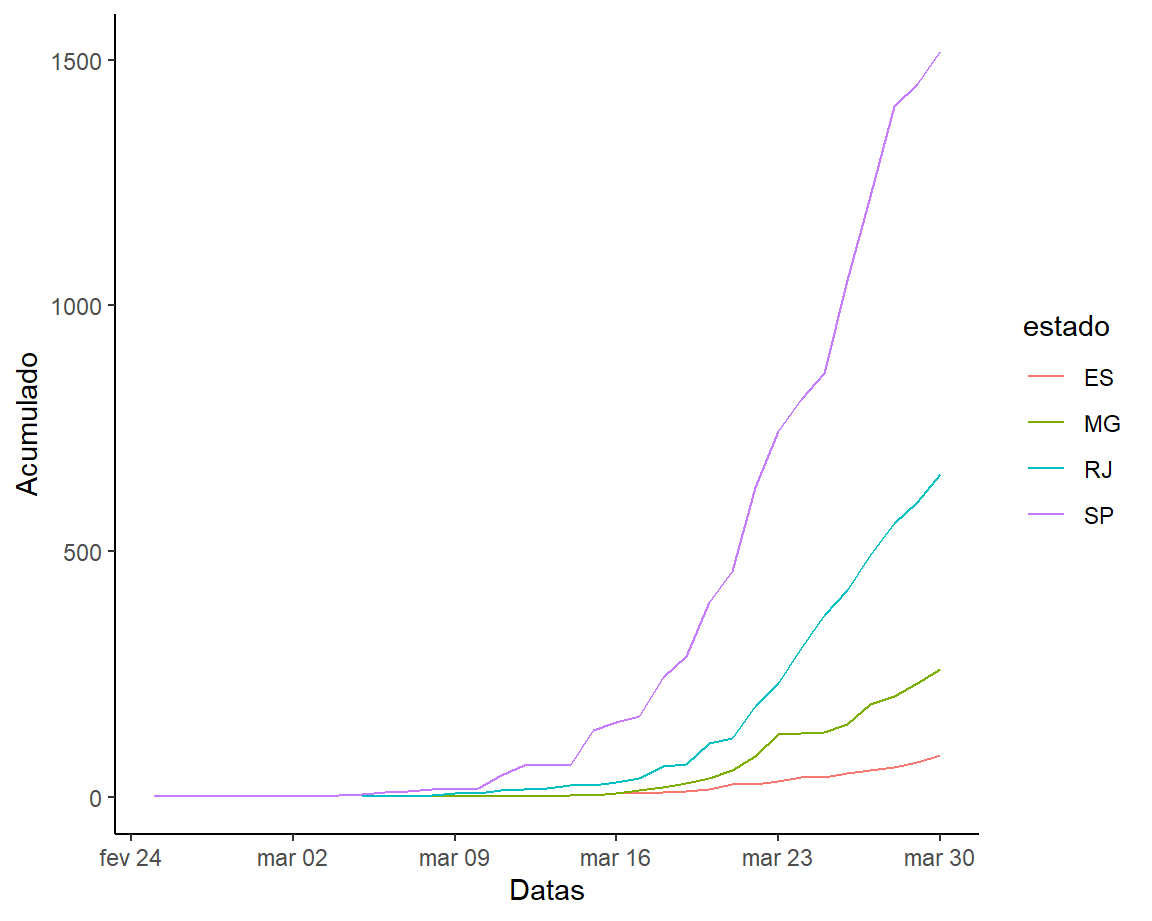 1500
1000
500
0
Acumulado
fev 24
mar 02
mar 09
mar 16
mar 23
mar 30
Datas
estado
ES
MG
RJ
SP